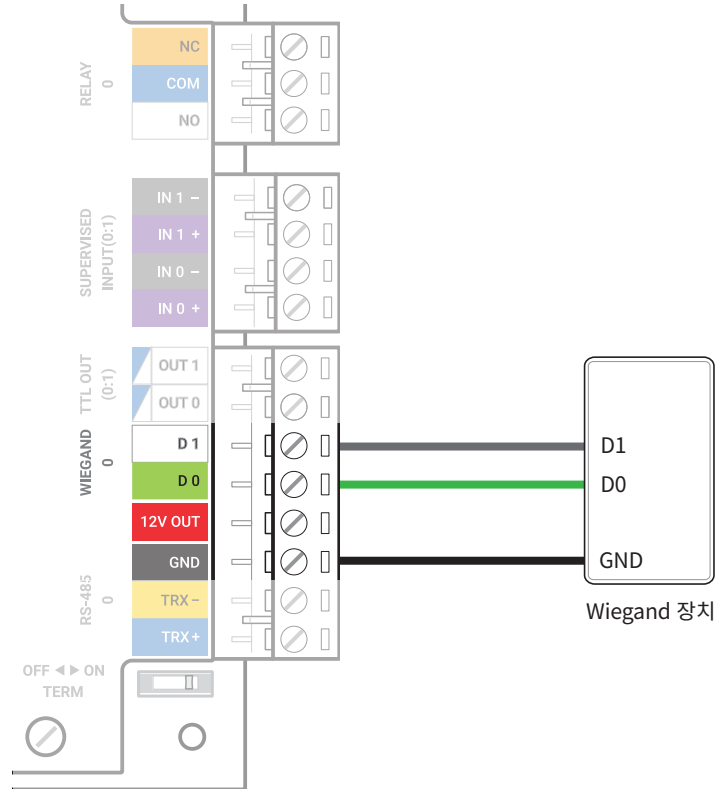 RELAY
0
NC
COM
NO
SUPERVISED
INPUT(0:1)
IN 1 –
IN 1 +
IN 0 –
IN 0 +
TTL OUT
(0:1)
OUT 1
OUT 0
WIEGAND
0
D 1
D 0
12V OUT
GND
RS-485
0
TRX –
TRX +
OFF ◀ ▶ ON
TERM
D1
D0
GND
Wiegand 장치